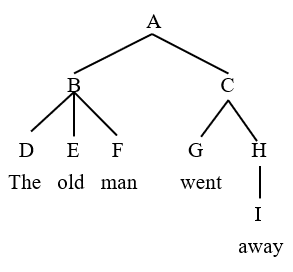 A
B C
D E F G H
The old man went
I
away